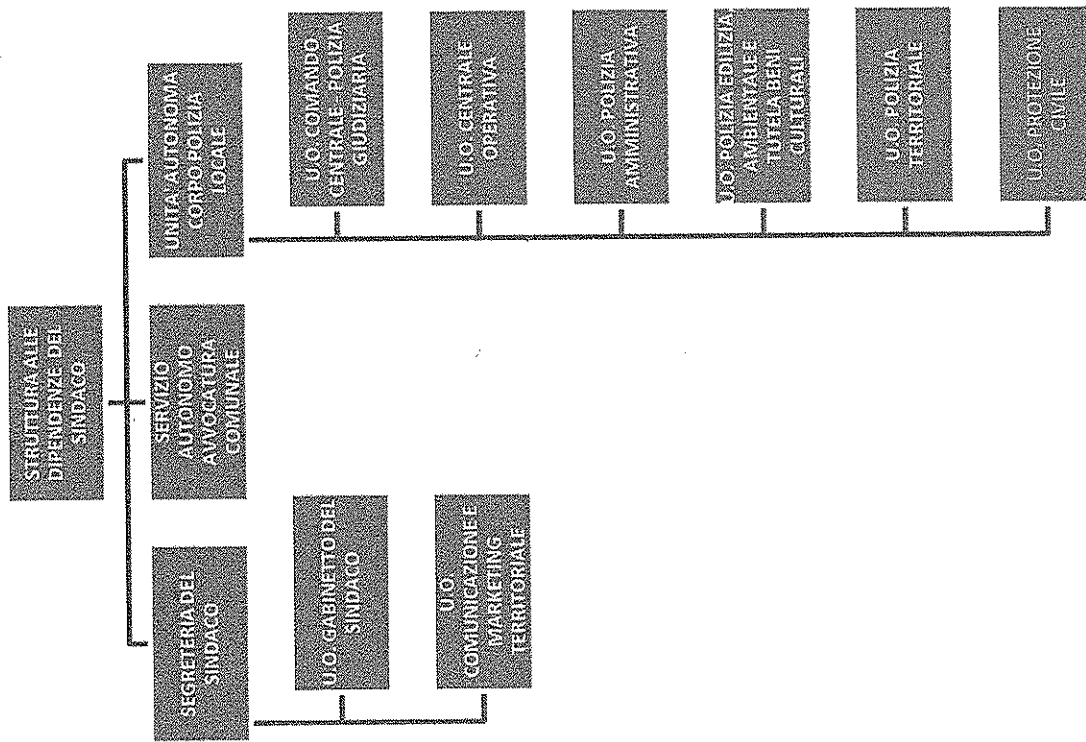 STRUTTURA ALLE
DIPENDENZE DEL
SINDACO
SEGRETERIA DEL
SINDACO
U.O. GABINETTO DEL
SINDACO
U.O.
COMUNICAZIONE E
MARKETING
TERRITORIALE
SERVIZIO
AUTONOMO
AVVOCATURA
COMUNALE
UNITA' AUTONOMA
CORPO POLIZIA
LOCALE
U.O. COMANDO
CENTRALE- POLIZIA
GIUDIZIARIA
U.O. CENTRALE
OPERATIVA
U.O. POLIZIA
AMMINISTRATIVA
U.O. POLIZIA EDILIZIA,
AMBIENTALE E
TUTEA BENI
CULTURALI
U.O. POLIZIA
TERRITORIALE
U.O. PROTEZIONE
CIVILE